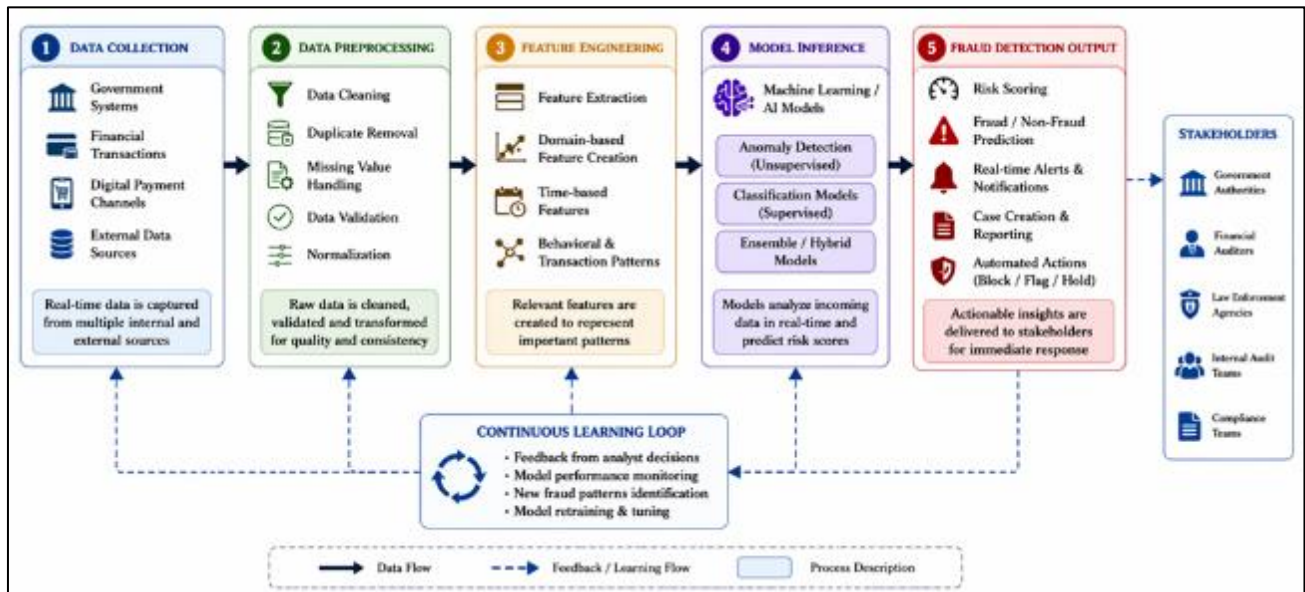 1 DATA COLLECTION
Government
Systems
Financial
Transactions
Digital Payment
Channels
External Data
Sources
Real-time data is captured
from multiple internal and
external sources
2 DATA PREPROCESSING
Data Cleaning
Duplicate Removal
Missing Value
Handling
Data Validation
Normalization
Raw data is cleaned,
validated and transformed
for quality and consistency
3 FEATURE ENGINEERING
Feature Extraction
Domain-based
Feature Creation
Time-based
Features
Behavioral &
Transaction Patterns
Relevant features are
created to represent
important patterns
4 MODEL INFERENCE
Machine Learning /
AI Models
Anomaly Detection
(Unsupervised)
Classification Models
(Supervised)
Ensemble / Hybrid
Models
Models analyze incoming
data in real-time and
predict risk scores
5 FRAUD DETECTION OUTPUT
Risk Scoring
Fraud / Non-Fraud
Prediction
Real-time Alerts &
Notifications
Case Creation &
Reporting
Automated Actions
(Block / Flag / Hold)
Actionable insights are
delivered to stakeholders
for immediate response
STAKEHOLDERS
Government
Authorities
Financial
Auditors
Law Enforcement
Agencies
Internal Audit
Teams
Compliance
Teams
CONTINUOUS LEARNING LOOP
• Feedback from analyst decisions
• Model performance monitoring
• New fraud patterns identification
• Model retraining & tuning
Data Flow
Feedback / Learning Flow
Process Description